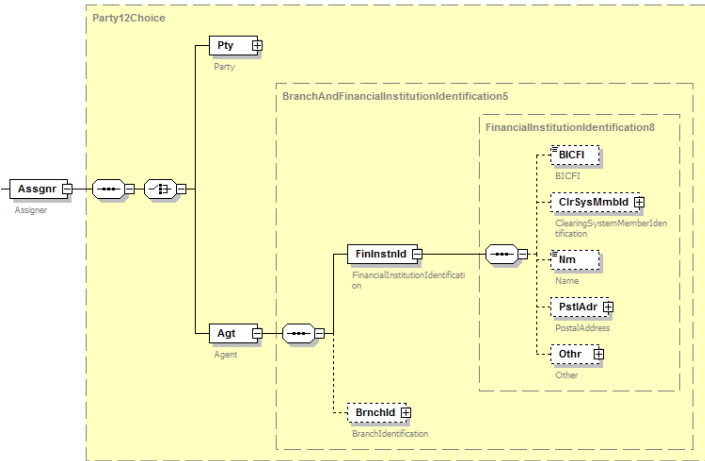 Party12Choice
Pty
Party
BranchAndFinancialInstitutionIdentification5
FinancialInstitutionIdentification8
BICFI
BICFI
ClrSysMmbId
ClearingSystemMemberIden
tification
Assgnr
Assigner
FinInstnId
FinancialInstitutionIdentificati
on
Nm
Name
PstlAdr
PostalAddress
Agt
Agent
Othr
Other
BrnchId
BranchIdentification